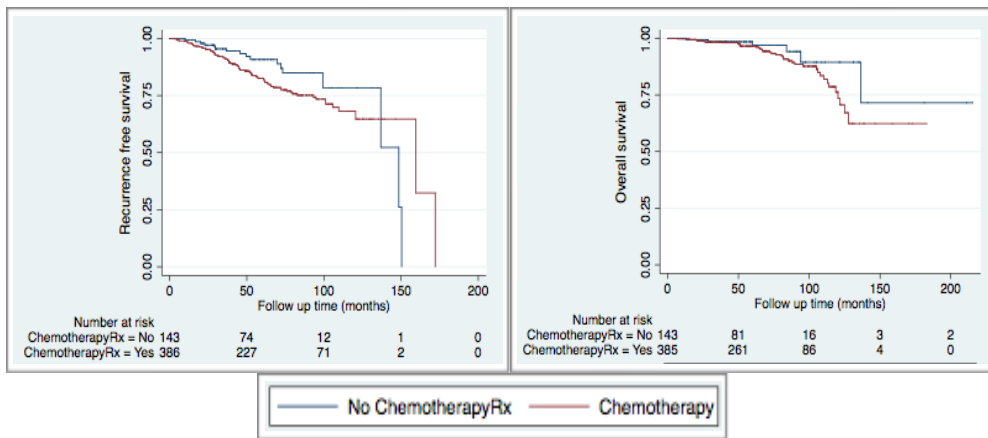 Recurrence free survival
1.00
0.75
0.50
0.25
0.00
0 50 100 150 200
Follow up time (months)
Number at risk
ChemotherapyRx = No 143 74 12 1 0
ChemotherapyRx = Yes 386 227 71 2 0
Overall survival
1.00
0.75
0.50
0.25
0.00
0 50 100 150 200
Follow up time (months)
Number at risk
ChemotherapyRx = No 143 81 16 3 2
ChemotherapyRx = Yes 385 261 86 4 0
No ChemotherapyRx Chemotherapy